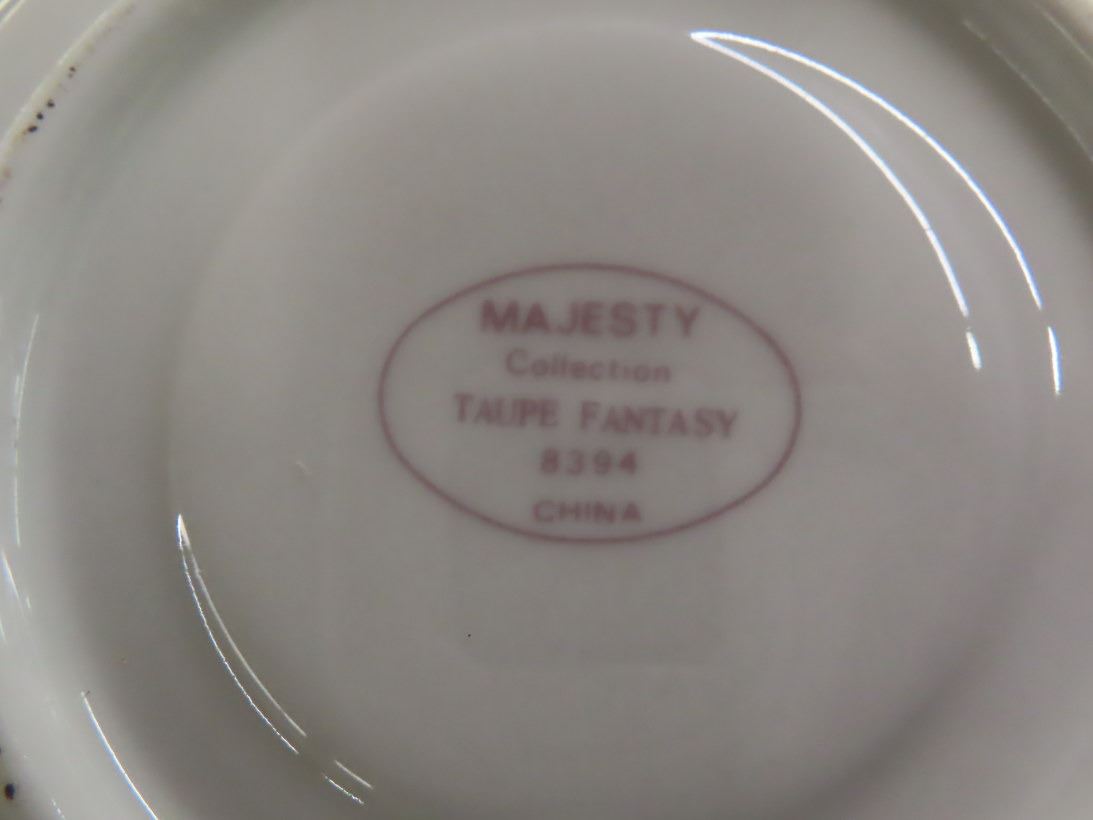 MAJESTY
Collection
TAUPE FANTASY
8394
CHINA